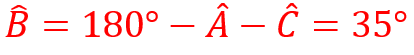 B̂ = 180° − Â − Ĉ = 35°